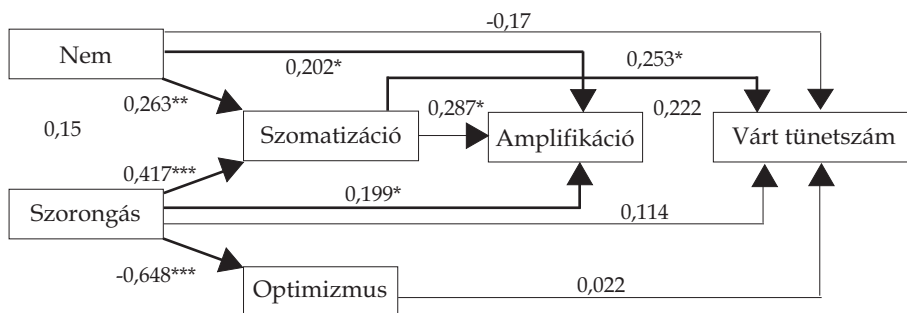 -0,17
Nem
0,202*
0,253*
0,263**
0,287*
0,222
0,15
Szomatizáció
Amplifikáció
Várt tünetszám
0,417***
0,199*
Szorongás
0,114
-0,648***
Optimizmus
0,022